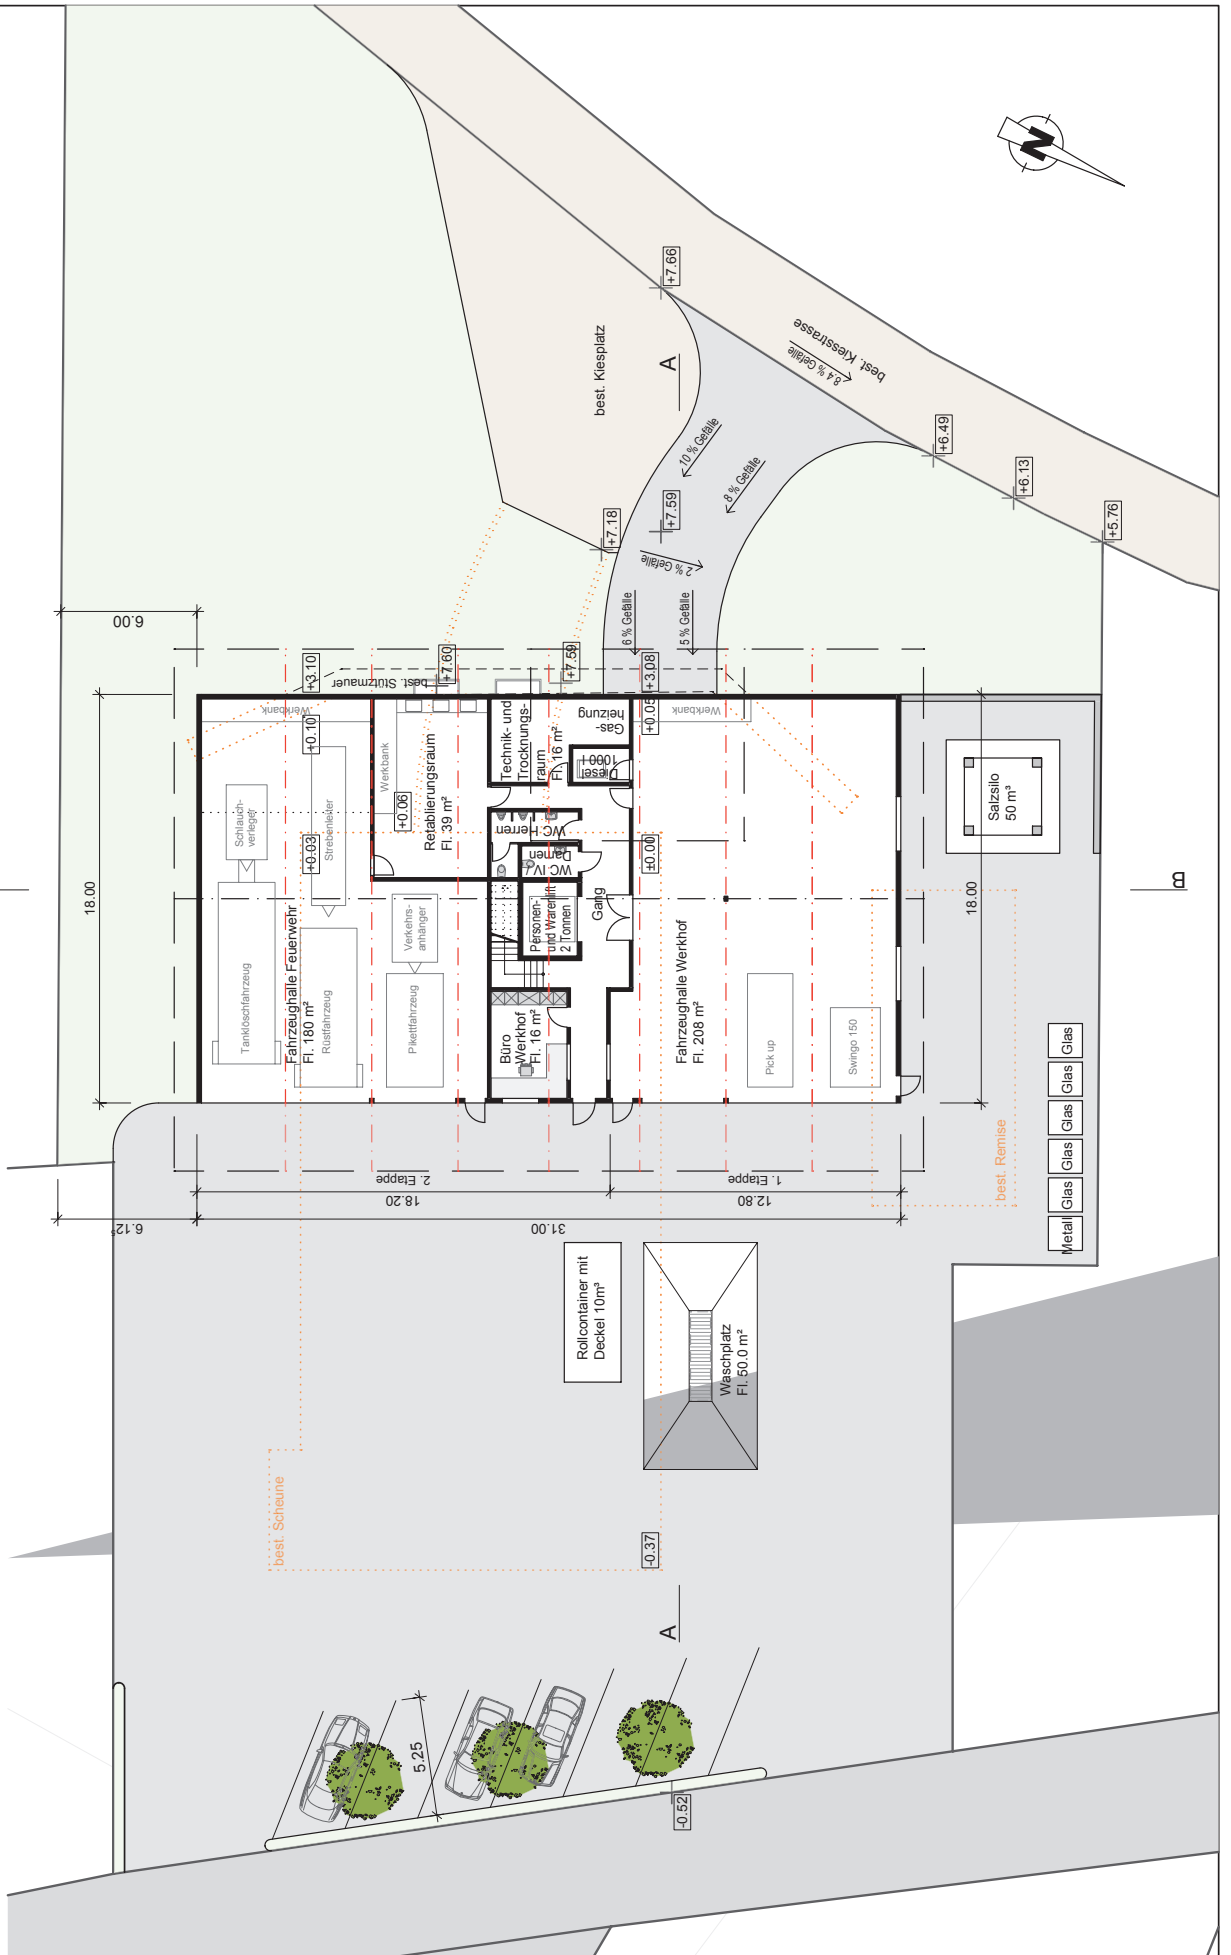 6.00
18.00
Werkbank
+3.10
+0.10
best. Stützmauer
+7.60
+7.59
+3.08
+0.05
Werkbank
Schlauch-
verleger
Strebenleiter
+0.03
Tanklöschfahrzeug
Fahrzeughalle Feuerwehr
Fl. 180 m²
Rüstfahrzeug
Verkehrs-
anhänger
Pikettfahrzeug
Werkbank
+0.06
Retablierungsraum
Fl. 39 m²
Technik- und
Trocknungs-
raum
Fl. 16 m²
Gas-
heizung
Diesel
1000 l
WC Herren
WC IV /
Damen
Personen-
und Warenlift
2 Tonnen
Gang
Büro
Werkhof
Fl. 16 m²
±0.00
Fahrzeughalle Werkhof
Fl. 208 m²
Pick up
Swingo 150
Salzsilo
50 m³
18.00
B
best. Kiesplatz
A
+7.66
best. Kiesstrasse
8.4 % Gefälle
10 % Gefälle
8 % Gefälle
+7.59
+7.18
2 % Gefälle
6 % Gefälle
5 % Gefälle
+6.49
+6.13
+5.76
N
2. Etappe
1. Etappe
18.20
12.80
6.12⁵
31.00
best. Remise
Metall
Glas
Glas
Glas
Glas
Glas
Rollcontainer mit
Deckel 10m³
Waschplatz
Fl. 50.0 m²
best. Scheune
-0.37
A
5.25
-0.52